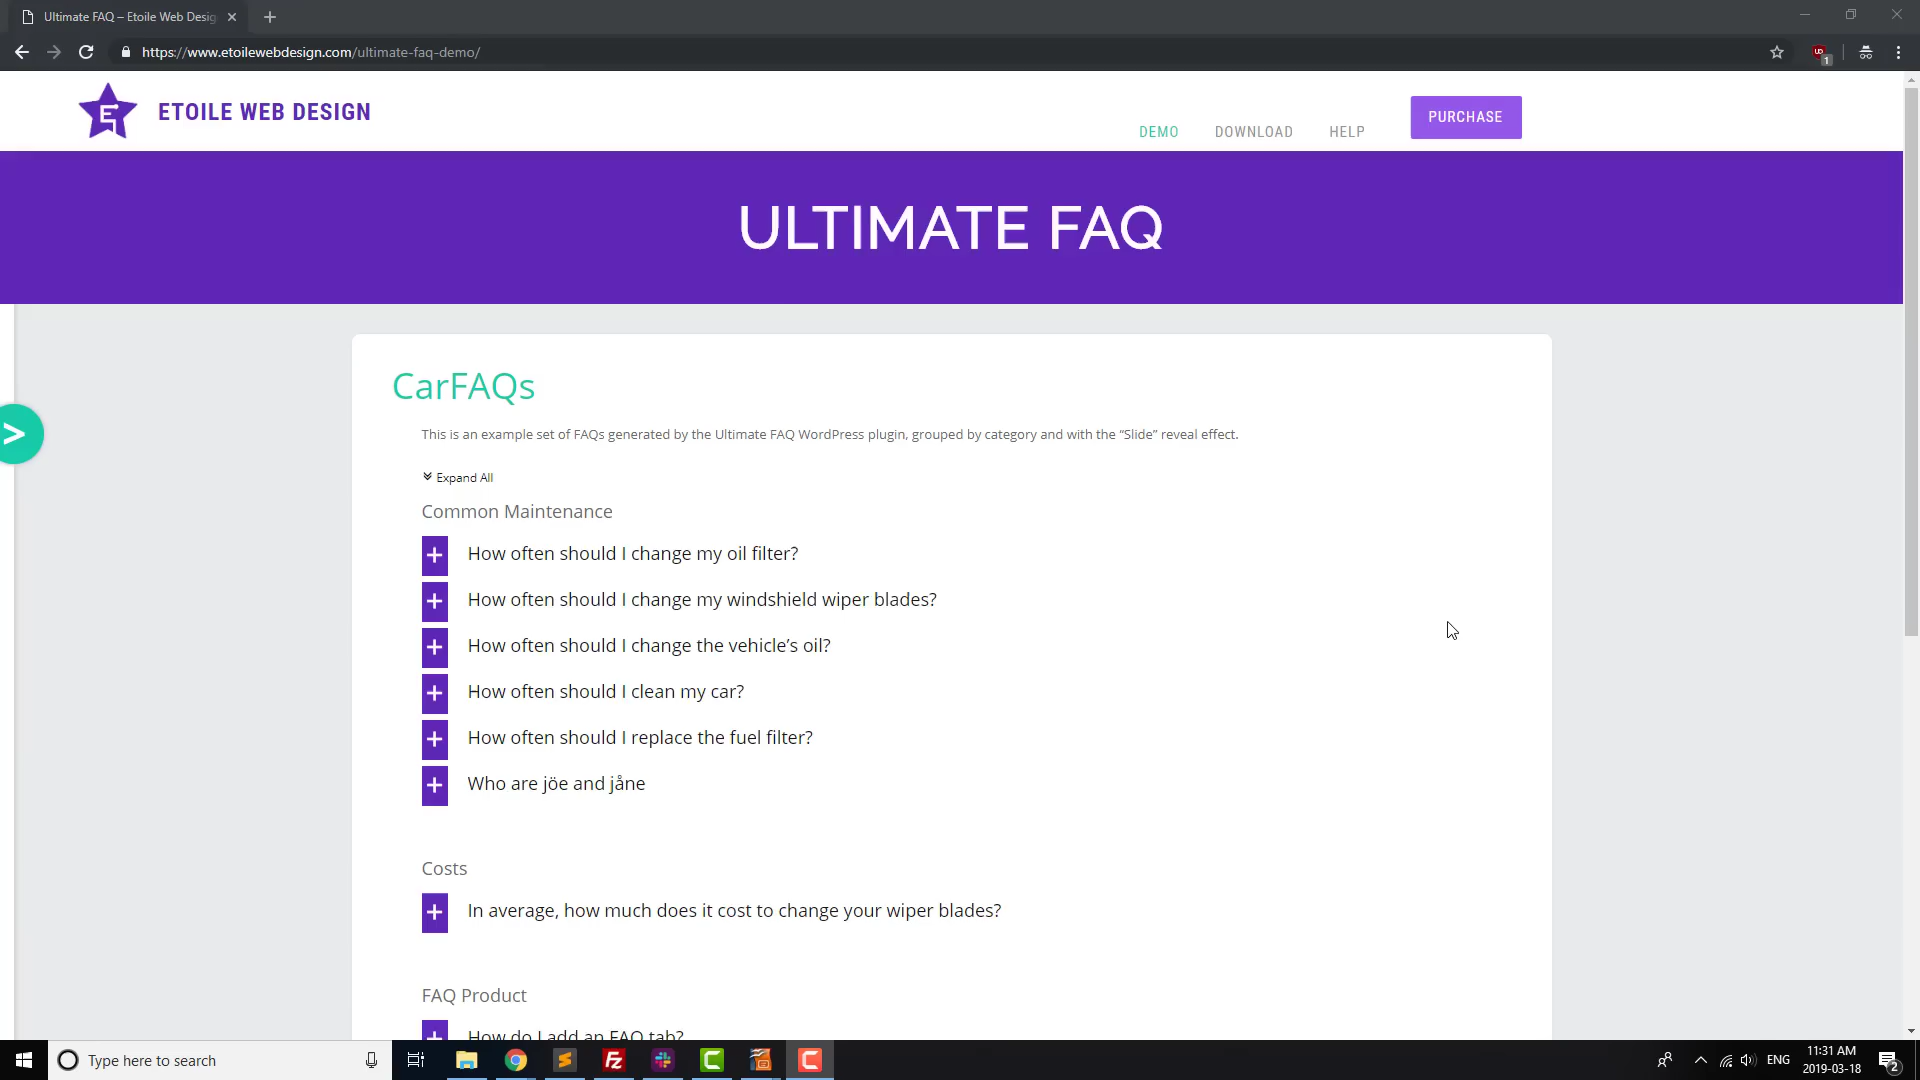 Ultimate FAQ – Etoile Web Desig
https://www.etoilewebdesign.com/ultimate-faq-demo/
1
E
ETOILE WEB DESIGN
DEMO
DOWNLOAD
HELP
PURCHASE
ULTIMATE FAQ
CarFAQs
This is an example set of FAQs generated by the Ultimate FAQ WordPress plugin, grouped by category and with the “Slide” reveal effect.
Expand All
Common Maintenance
How often should I change my oil filter?
How often should I change my windshield wiper blades?
How often should I change the vehicle’s oil?
How often should I clean my car?
How often should I replace the fuel filter?
Who are jöe and jåne
Costs
In average, how much does it cost to change your wiper blades?
FAQ Product
How do I add an FAQ tab?
Type here to search
ENG
11:31 AM
2019-03-18
2